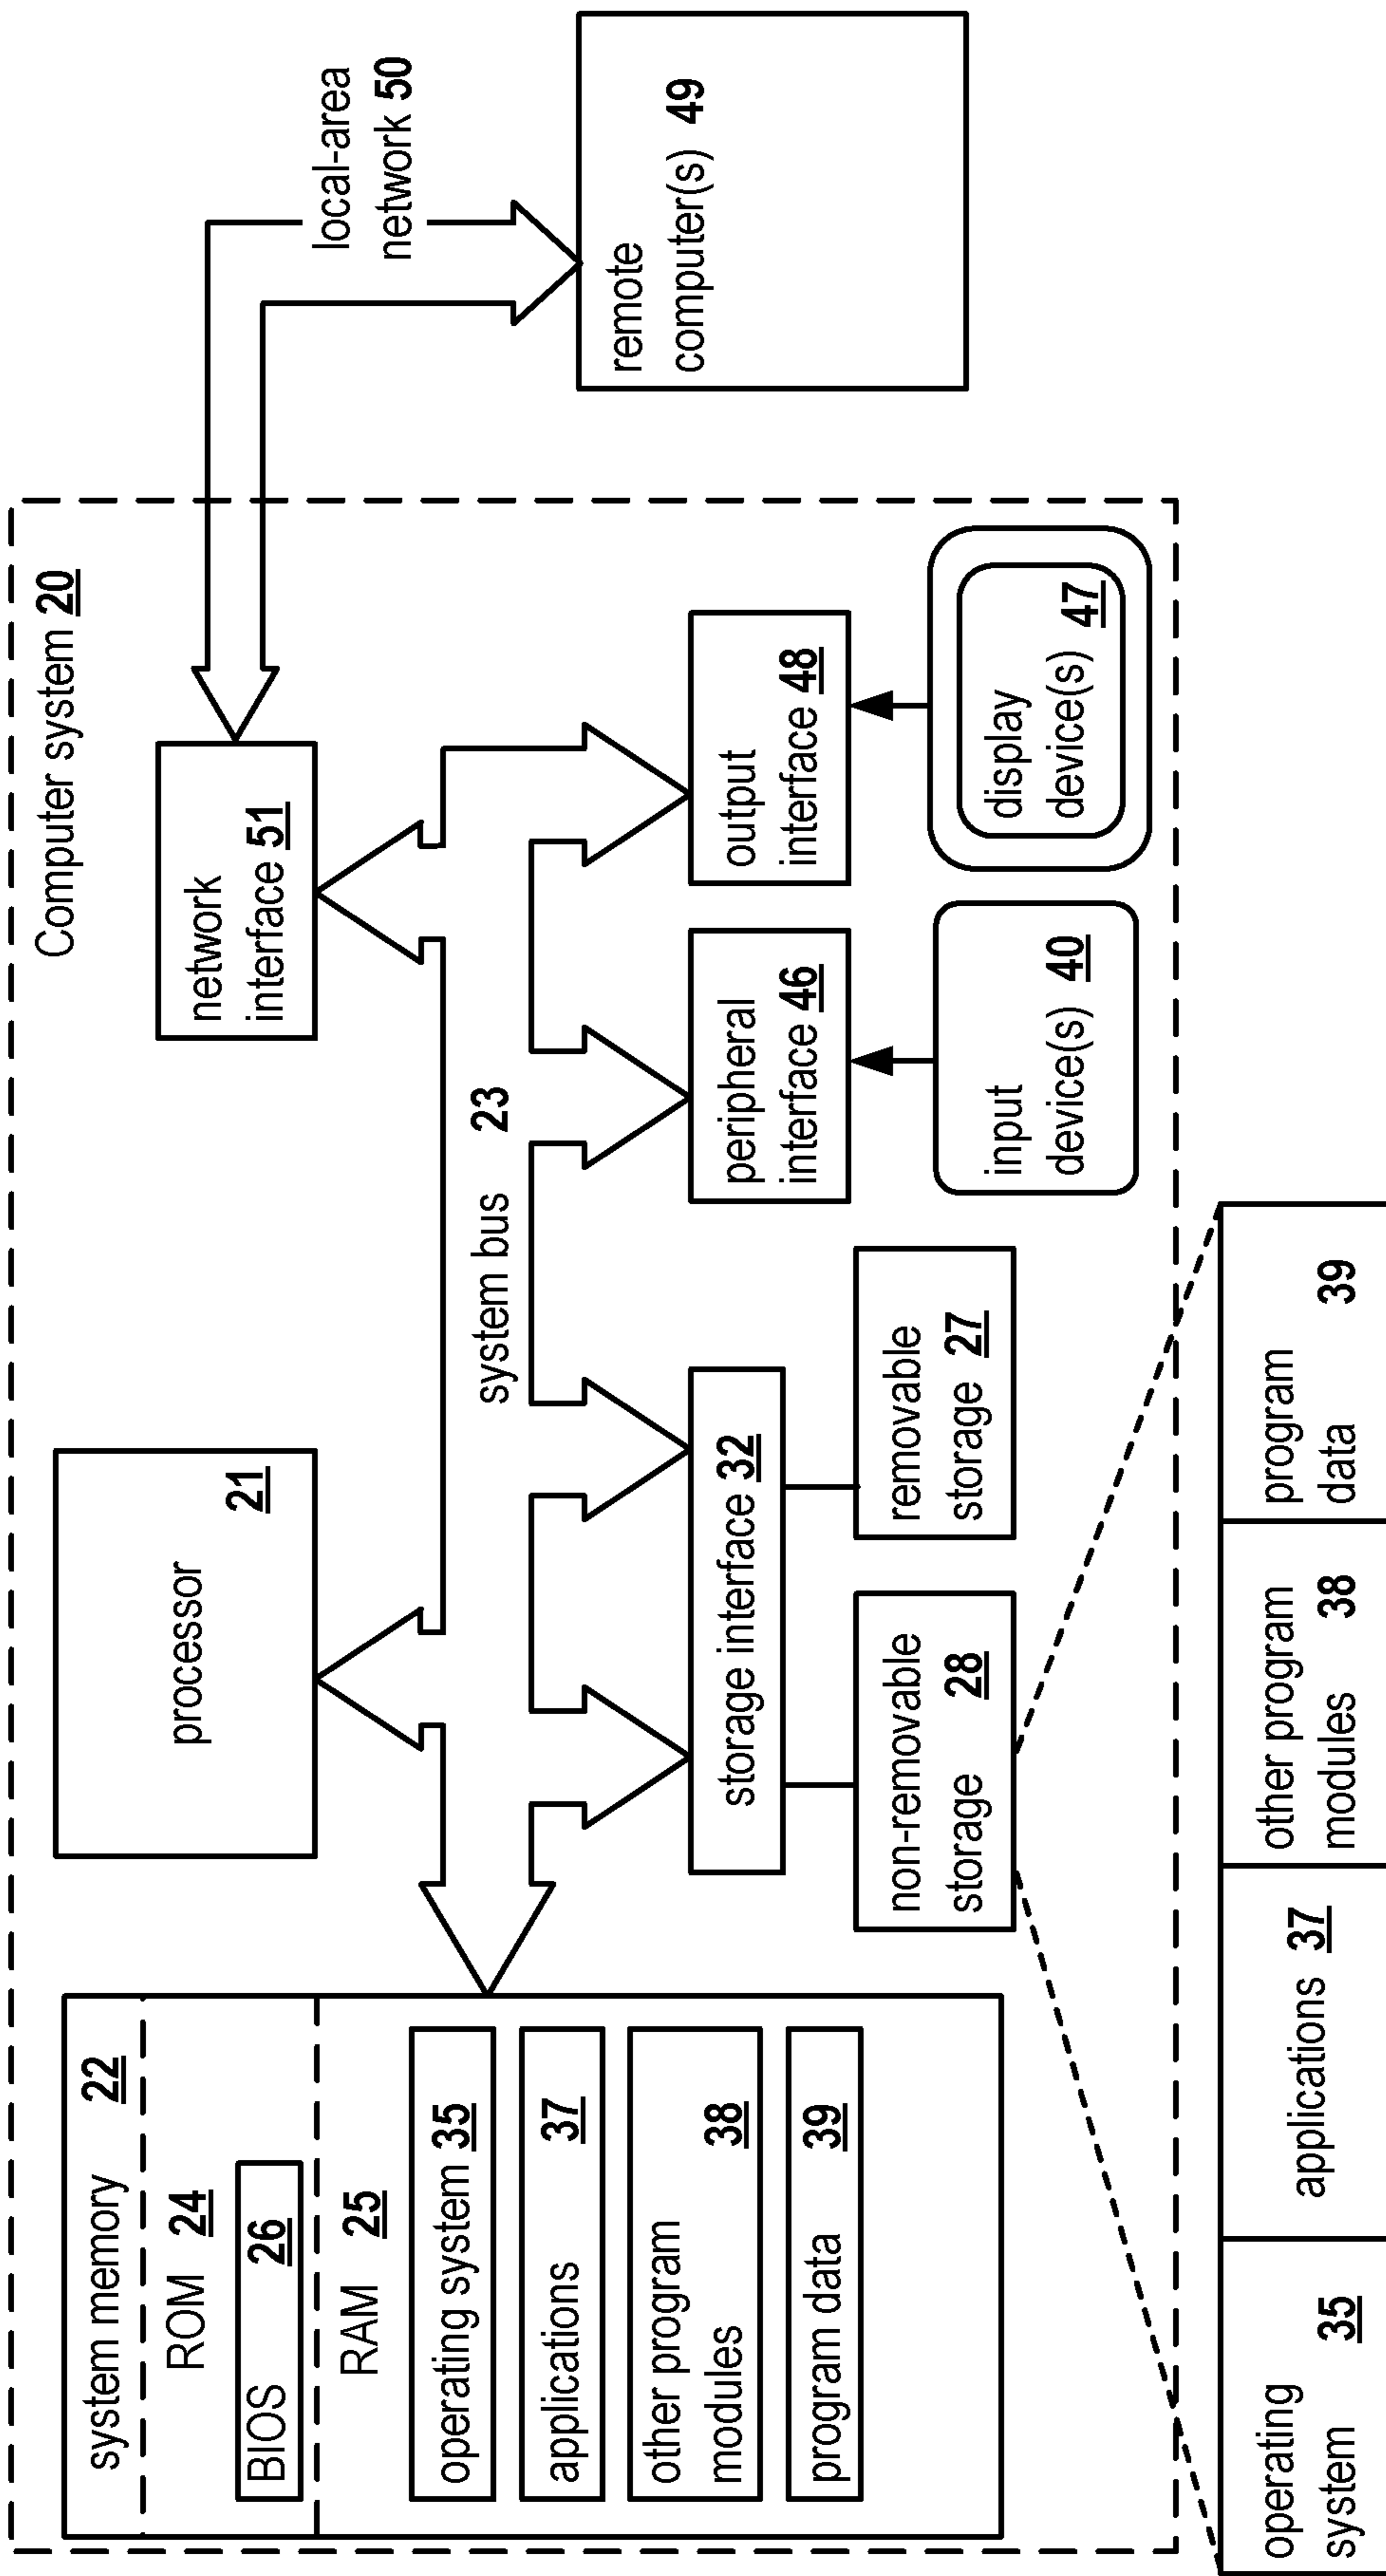 Computer system 20
system memory 22
ROM 24
BIOS 26
RAM 25
operating system 35
applications 37
other program
modules 38
program data 39
processor 21
network
interface 51
local-area
network 50
system bus 23
storage interface 32
peripheral
interface 46
output
interface 48
remote
computer(s) 49
non-removable
storage 28
removable
storage 27
input
device(s) 40
display
device(s) 47
operating
system 35
applications 37
other program
modules 38
program
data 39